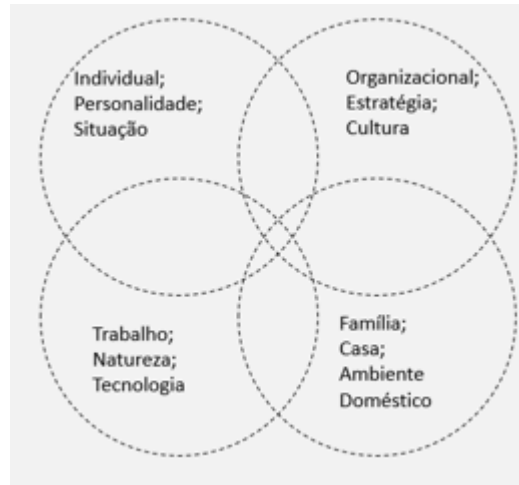 Individual;
Personalidade;
Situação
Organizacional;
Estratégia;
Cultura
Trabalho;
Natureza;
Tecnologia
Família;
Casa;
Ambiente
Doméstico